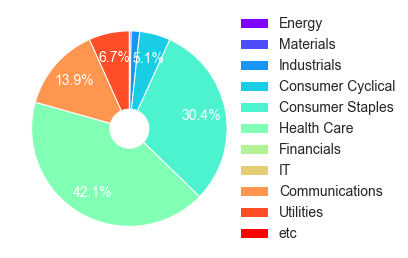 6.7%
5.1%
13.9%
30.4%
42.1%
Energy
Materials
Industrials
Consumer Cyclical
Consumer Staples
Health Care
Financials
IT
Communications
Utilities
etc